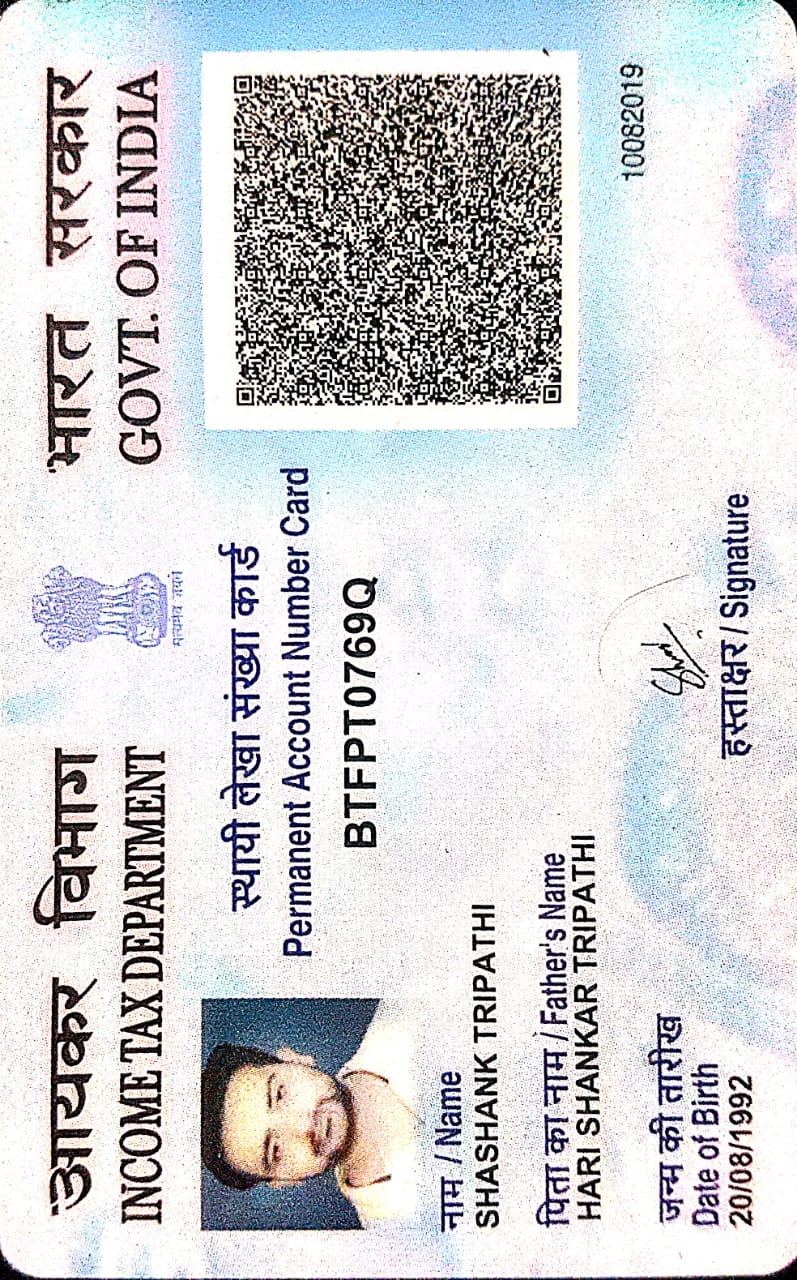 आयकर विभाग
INCOME TAX DEPARTMENT
सत्यमेव जयते
भारत सरकार
GOVT. OF INDIA
स्थायी लेखा संख्या कार्ड
Permanent Account Number Card
BTFPT0769Q
नाम / Name
SHASHANK TRIPATHI
पिता का नाम / Father's Name
HARI SHANKAR TRIPATHI
जन्म की तारीख
Date of Birth
20/08/1992
हस्ताक्षर / Signature
10082019